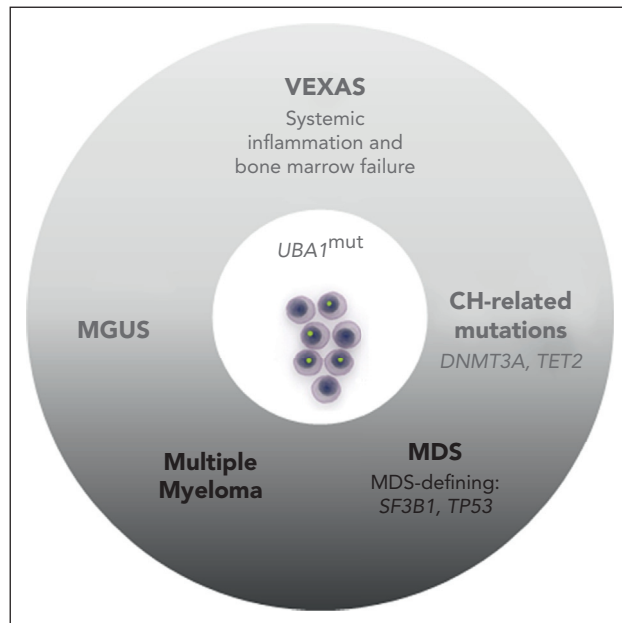 VEXAS
Systemic
inflammation and
bone marrow failure
UBA1mut
MGUS
CH-related
mutations
DNMT3A, TET2
Multiple
Myeloma
MDS
MDS-defining:
SF3B1, TP53